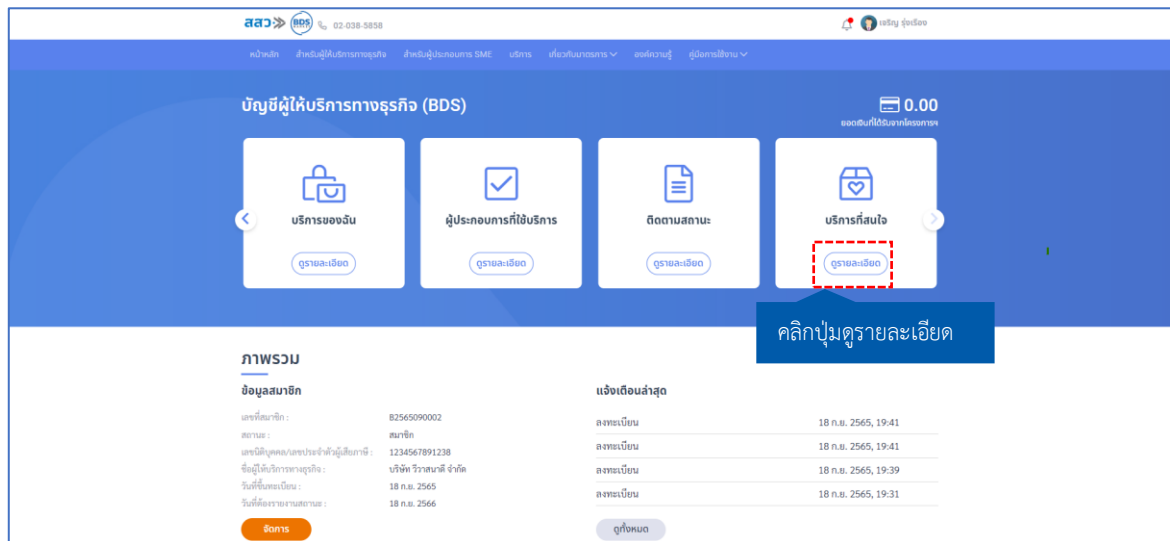 สสว BDS 02-038-5858
เจริญ รุ่งเรือง
หน้าหลัก สำหรับผู้ให้บริการทางธุรกิจ สำหรับผู้ประกอบการ SME บริการ เกี่ยวกับมาตรการ องค์ความรู้ คู่มือการใช้งาน
บัญชีผู้ให้บริการทางธุรกิจ (BDS)
0.00
ยอดเงินที่ได้รับจากโครงการฯ
บริการของฉัน
ดูรายละเอียด
ผู้ประกอบการที่ใช้บริการ
ดูรายละเอียด
ติดตามสถานะ
ดูรายละเอียด
บริการที่สนใจ
ดูรายละเอียด
คลิกปุ่มดูรายละเอียด
ภาพรวม
ข้อมูลสมาชิก
เลขที่สมาชิก : B2565090002
สถานะ : สมาชิก
เลขนิติบุคคล/เลขประจำตัวผู้เสียภาษี : 1234567891238
ชื่อผู้ให้บริการทางธุรกิจ : บริษัท วีวาสนาดี จำกัด
วันที่ขึ้นทะเบียน : 18 ก.ย. 2565
วันที่ต้องรายงานสถานะ : 18 ก.ย. 2566
จัดการ
แจ้งเตือนล่าสุด
ลงทะเบียน 18 ก.ย. 2565, 19:41
ลงทะเบียน 18 ก.ย. 2565, 19:41
ลงทะเบียน 18 ก.ย. 2565, 19:39
ลงทะเบียน 18 ก.ย. 2565, 19:31
ดูทั้งหมด